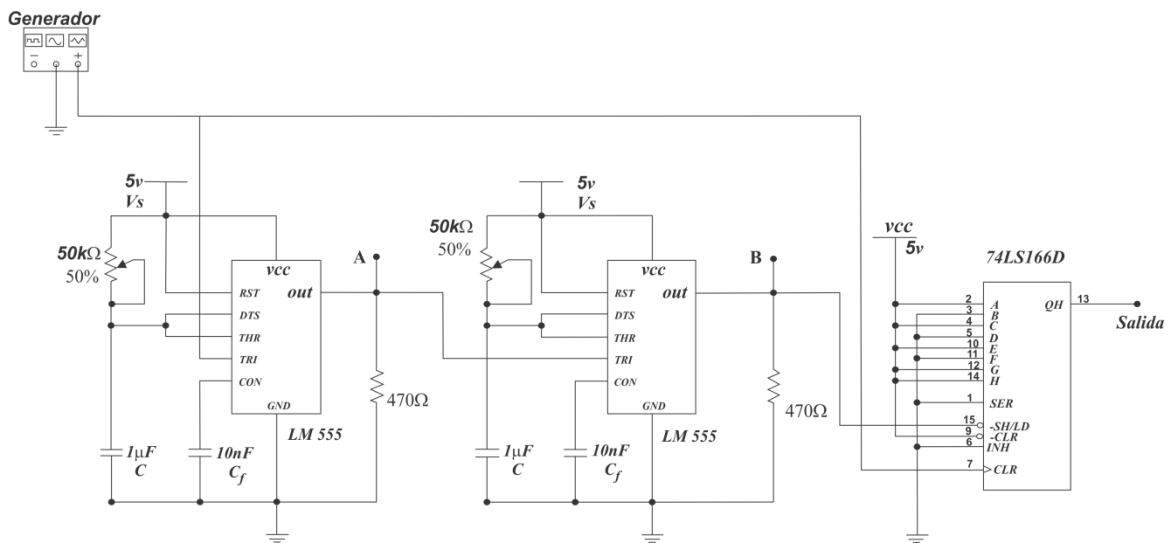 Generador
5v
Vs
50kΩ
50%
vcc
RST
out
DTS
THR
TRI
CON
GND
LM 555
A
470Ω
1μF
C
10nF
Cf
5v
Vs
50kΩ
50%
vcc
RST
out
DTS
THR
TRI
CON
GND
LM 555
B
470Ω
1μF
C
10nF
Cf
vcc
5v
74LS166D
2 A
3 B
4 C
5 D
10 E
11 F
12 G
14 H
1 SER
15 -SH/LD
9 -CLR
6 INH
7 CLR
QH 13
Salida